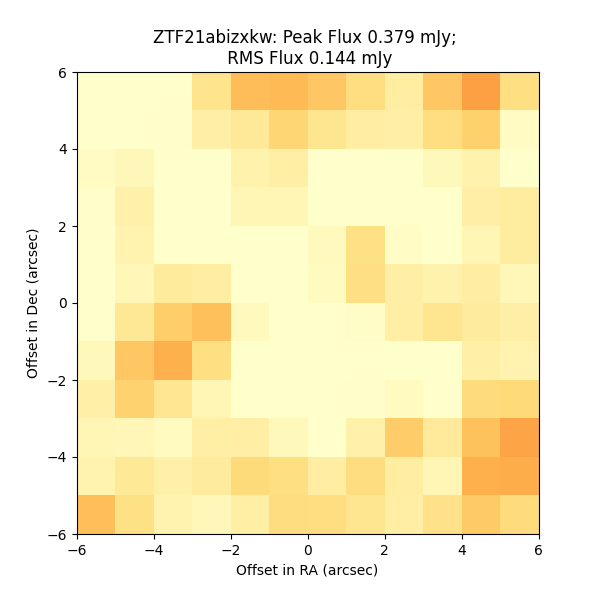 ZTF21abizxkw: Peak Flux 0.379 mJy;
RMS Flux 0.144 mJy
6
4
2
0
−2
−4
−6
Offset in Dec (arcsec)
−6 −4 −2 0 2 4 6
Offset in RA (arcsec)